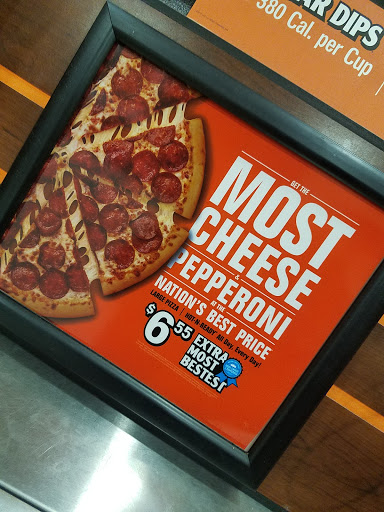 AR DIPS
380 Cal. per Cup
GET THE
MOST
CHEESE
&
PEPPERONI
AT THE
NATION'S BEST PRICE
LARGE PIZZA | HOT-N-READY® All Day, Every Day!
$6.55
EXTRA
MOST
BESTEST